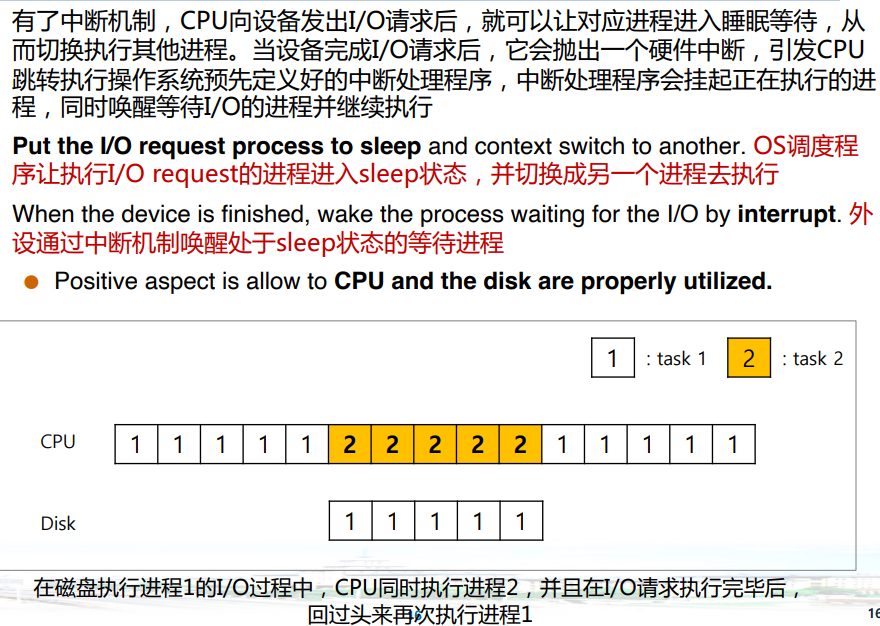 有了中断机制，CPU向设备发出I/O请求后，就可以让对应进程进入睡眠等待，从
而切换执行其他进程。当设备完成I/O请求后，它会抛出一个硬件中断，引发CPU
跳转执行操作系统预先定义好的中断处理程序，中断处理程序会挂起正在执行的进
程，同时唤醒等待I/O的进程并继续执行
Put the I/O request process to sleep and context switch to another. OS调度程
序让执行I/O request的进程进入sleep状态，并切换成另一个进程去执行
When the device is finished, wake the process waiting for the I/O by interrupt. 外
设通过中断机制唤醒处于sleep状态的等待进程
● Positive aspect is allow to CPU and the disk are properly utilized.
1 : task 1 2 : task 2
CPU 1 1 1 1 1 2 2 2 2 2 1 1 1 1 1
Disk 1 1 1 1 1
在磁盘执行进程1的I/O过程中，CPU同时执行进程2，并且在I/O请求执行完毕后，
回过头来再次执行进程1